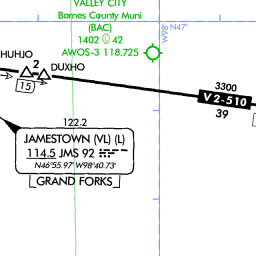 VALLEY CITY
Barnes County Muni
(BAC)
1402 Ⓛ 42
AWOS-3 118.725
W98° N47°
HUHJO
2
DUXHO
15
3300
V 2-510
39
122.2
JAMESTOWN (VL) (L)
114.5 JMS 92
N46°55.97' W98°40.73'
GRAND FORKS